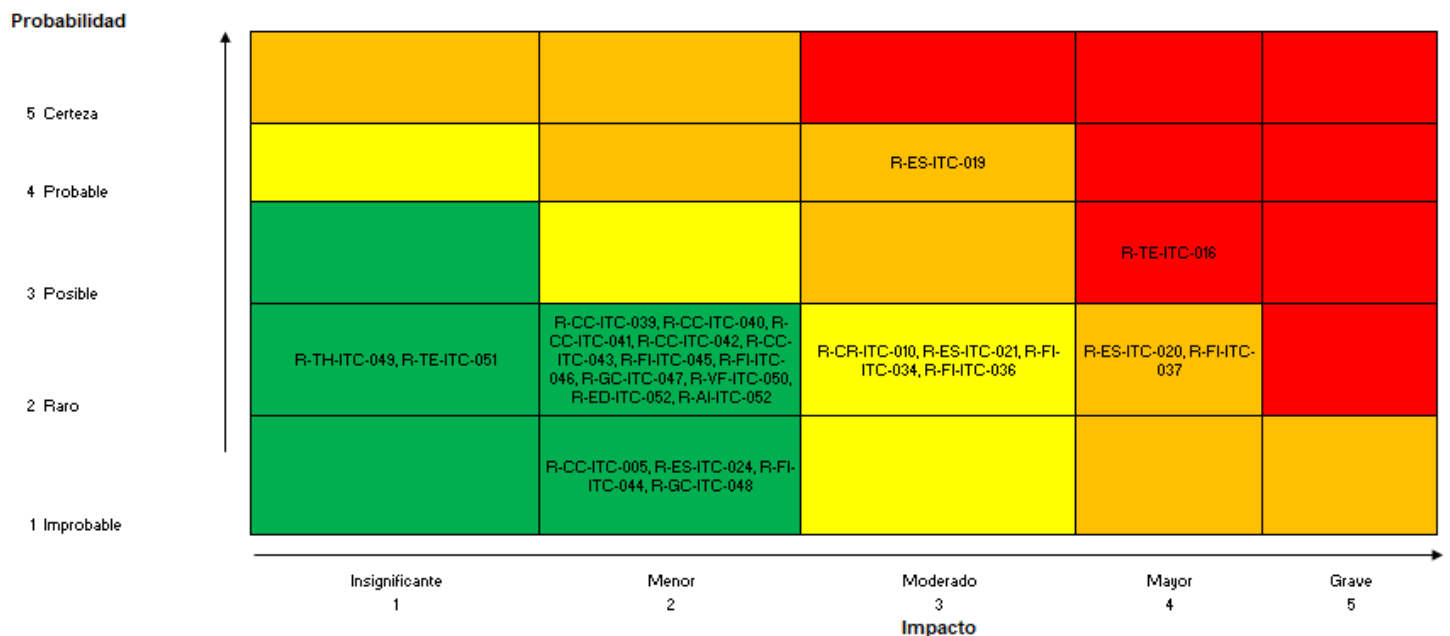 Probabilidad
5 Certeza
4 Probable
R-ES-ITC-019
3 Posible
R-TE-ITC-016
2 Raro
R-TH-ITC-049, R-TE-ITC-051
R-CC-ITC-039, R-CC-ITC-040, R-
CC-ITC-041, R-CC-ITC-042, R-CC-
ITC-043, R-FI-ITC-045, R-FI-ITC-
046, R-GC-ITC-047, R-VF-ITC-050,
R-ED-ITC-052, R-AI-ITC-052
R-CR-ITC-010, R-ES-ITC-021, R-FI-
ITC-034, R-FI-ITC-036
R-ES-ITC-020, R-FI-ITC-
037
1 Improbable
R-CC-ITC-005, R-ES-ITC-024, R-FI-
ITC-044, R-GC-ITC-048
Insignificante
1
Menor
2
Moderado
3
Mayor
4
Grave
5
Impacto